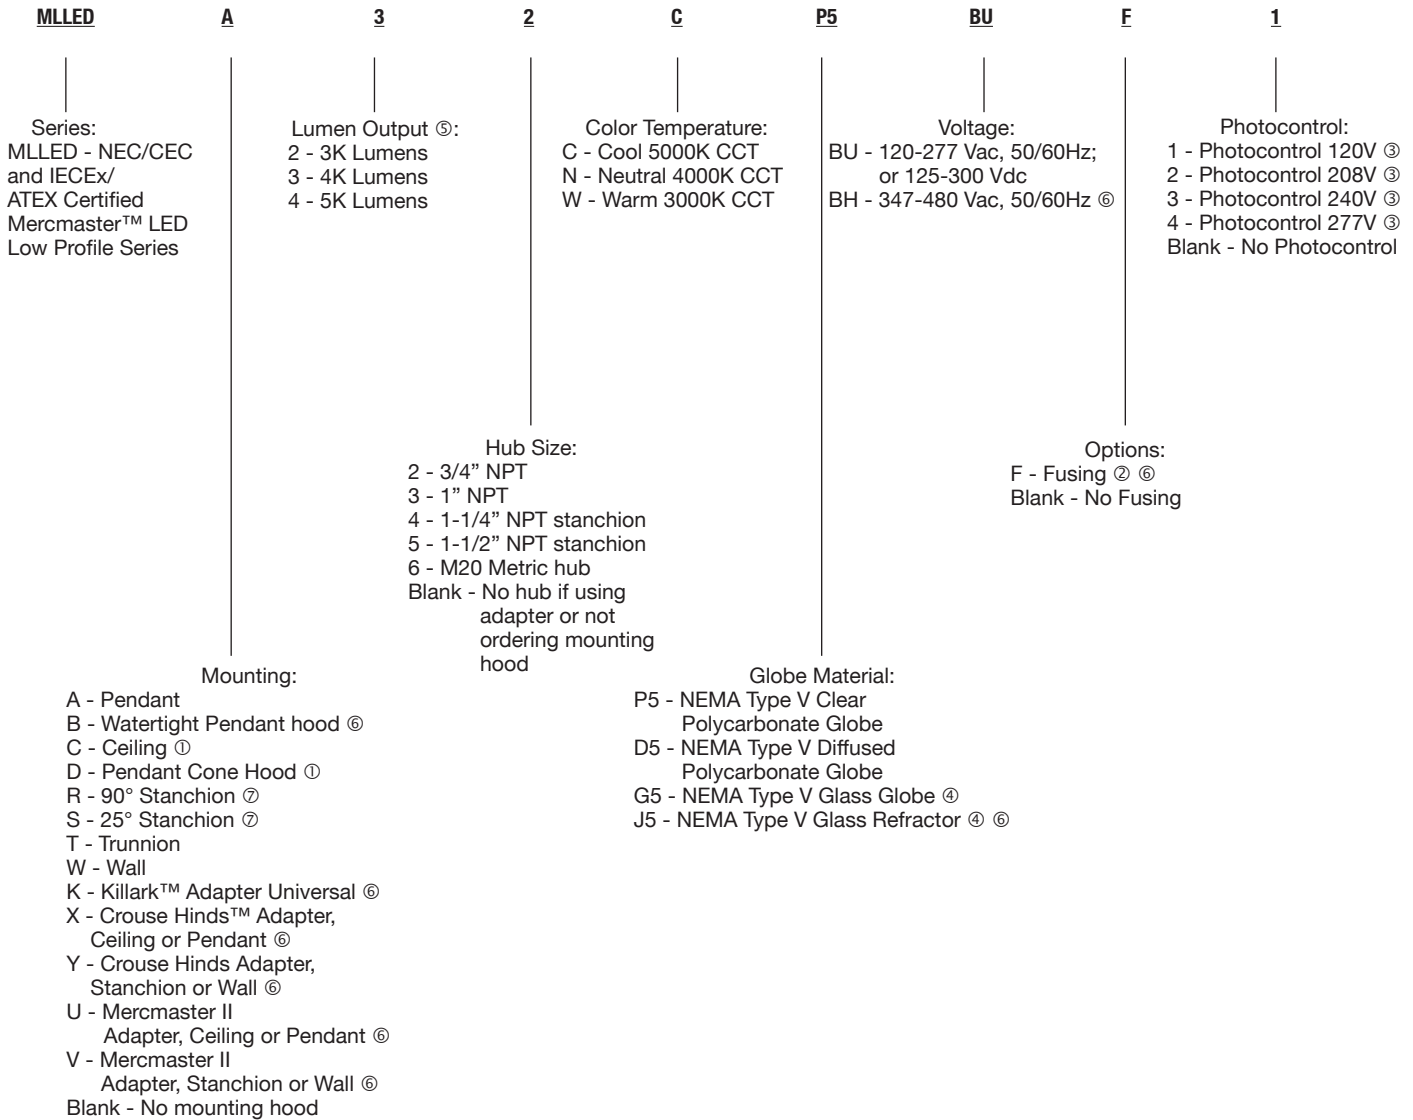 MLLED A 3 2 C P5 BU F 1
Series:
MLLED - NEC/CEC
and IECEx/
ATEX Certified
Mercmaster™ LED
Low Profile Series
Lumen Output ⑤:
2 - 3K Lumens
3 - 4K Lumens
4 - 5K Lumens
Color Temperature:
C - Cool 5000K CCT
N - Neutral 4000K CCT
W - Warm 3000K CCT
Voltage:
BU - 120-277 Vac, 50/60Hz;
or 125-300 Vdc
BH - 347-480 Vac, 50/60Hz ⑥
Photocontrol:
1 - Photocontrol 120V ③
2 - Photocontrol 208V ③
3 - Photocontrol 240V ③
4 - Photocontrol 277V ③
Blank - No Photocontrol
Hub Size:
2 - 3/4” NPT
3 - 1” NPT
4 - 1-1/4” NPT stanchion
5 - 1-1/2” NPT stanchion
6 - M20 Metric hub
Blank - No hub if using
adapter or not
ordering mounting
hood
Options:
F - Fusing ② ⑥
Blank - No Fusing
Mounting:
A - Pendant
B - Watertight Pendant hood ⑥
C - Ceiling ①
D - Pendant Cone Hood ①
R - 90° Stanchion ⑦
S - 25° Stanchion ⑦
T - Trunnion
W - Wall
K - Killark™ Adapter Universal ⑥
X - Crouse Hinds™ Adapter,
Ceiling or Pendant ⑥
Y - Crouse Hinds Adapter,
Stanchion or Wall ⑥
U - Mercmaster II
Adapter, Ceiling or Pendant ⑥
V - Mercmaster II
Adapter, Stanchion or Wall ⑥
Blank - No mounting hood
Globe Material:
P5 - NEMA Type V Clear
Polycarbonate Globe
D5 - NEMA Type V Diffused
Polycarbonate Globe
G5 - NEMA Type V Glass Globe ④
J5 - NEMA Type V Glass Refractor ④ ⑥